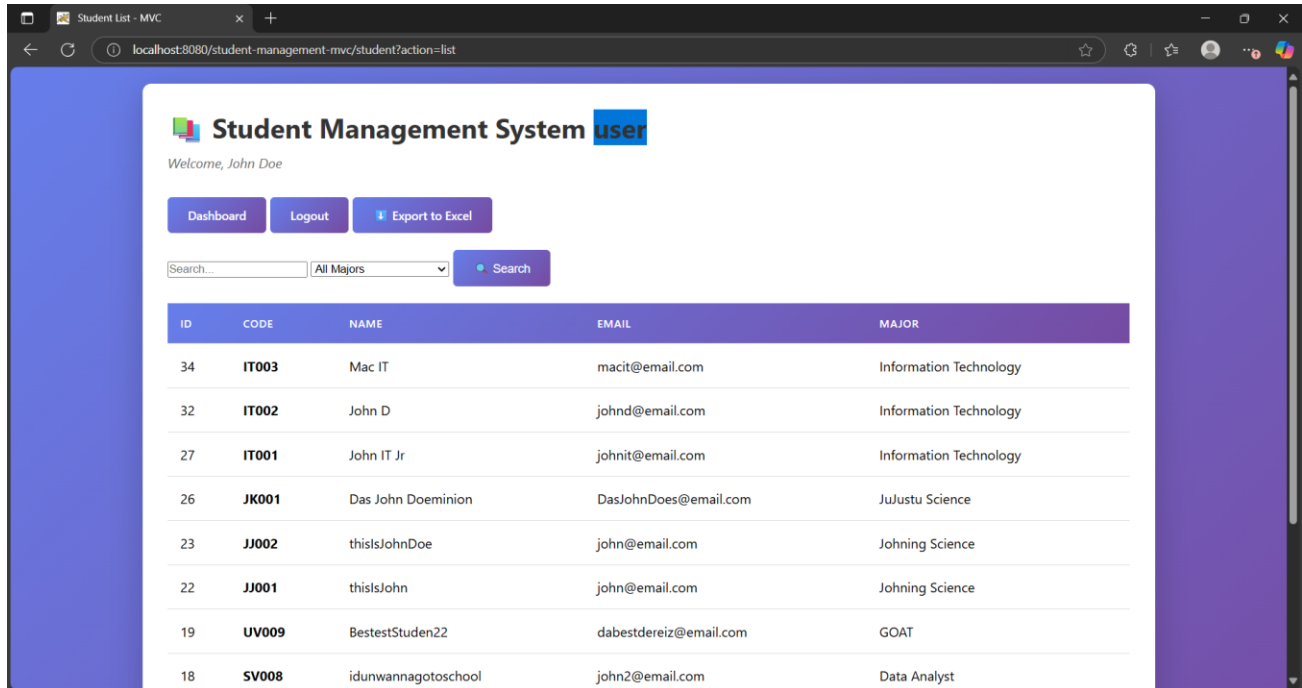 Student List - MVC
localhost:8080/student-management-mvc/student?action=list
Student Management System user
Welcome, John Doe
Dashboard Logout Export to Excel
Search... All Majors Search
ID CODE NAME EMAIL MAJOR
34 IT003 Mac IT macit@email.com Information Technology
32 IT002 John D johnd@email.com Information Technology
27 IT001 John IT Jr johnit@email.com Information Technology
26 JK001 Das John Doeminion DasJohnDoes@email.com JuJustu Science
23 JJ002 thisIsJohnDoe john@email.com Johning Science
22 JJ001 thisIsJohn john@email.com Johning Science
19 UV009 BestestStuden22 dabestdereiz@email.com GOAT
18 SV008 idunwannagotoschool john2@email.com Data Analyst